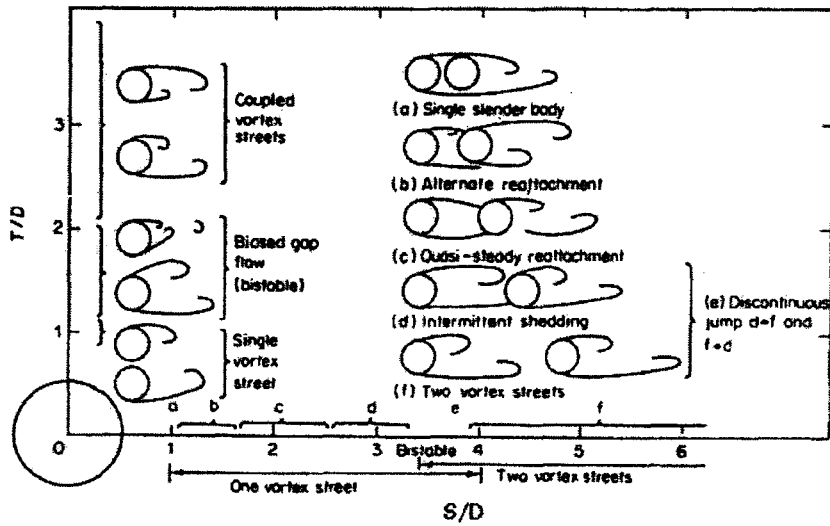 T/D
3
2
1
0
Coupled
vortex
streets
Biased gap
flow
(bistable)
Single
vortex
street
(a) Single slender body
(b) Alternate reattachment
(c) Quasi-steady reattachment
(d) Intermittent shedding
(e) Discontinuous
jump d=f and
f=d
(f) Two vortex streets
a b c d e f
0 1 2 3 4 5 6
Bistable
One vortex street
Two vortex streets
S/D